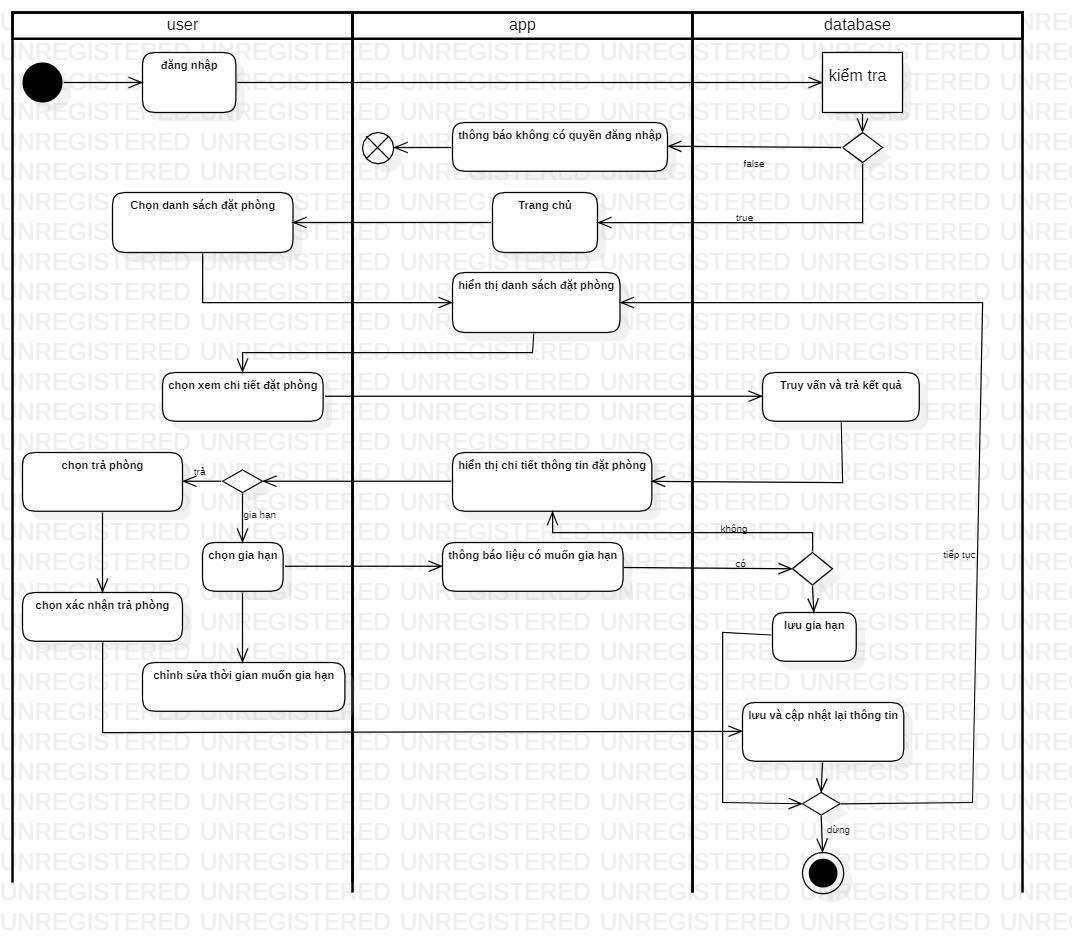 user
app
database
đăng nhập
kiểm tra
thông báo không có quyền đăng nhập
false
Chọn danh sách đặt phòng
Trang chủ
true
hiển thị danh sách đặt phòng
chọn xem chi tiết đặt phòng
Truy vấn và trả kết quả
chọn trả phòng
trả
hiển thị chi tiết thông tin đặt phòng
gia hạn
không
chọn gia hạn
thông báo liệu có muốn gia hạn
có
tiếp tục
chọn xác nhận trả phòng
lưu gia hạn
chỉnh sửa thời gian muốn gia hạn
lưu và cập nhật lại thông tin
dừng
UNREGISTERED